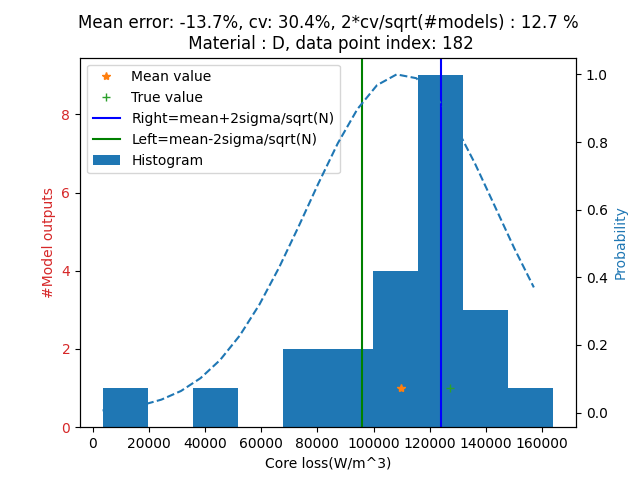 Mean error: -13.7%, cv: 30.4%, 2*cv/sqrt(#models) : 12.7 %
Material : D, data point index: 182
Mean value
True value
Right=mean+2sigma/sqrt(N)
Left=mean-2sigma/sqrt(N)
Histogram
#Model outputs
8
6
4
2
0
Probability
1.0
0.8
0.6
0.4
0.2
0.0
0 20000 40000 60000 80000 100000 120000 140000 160000
Core loss(W/m^3)